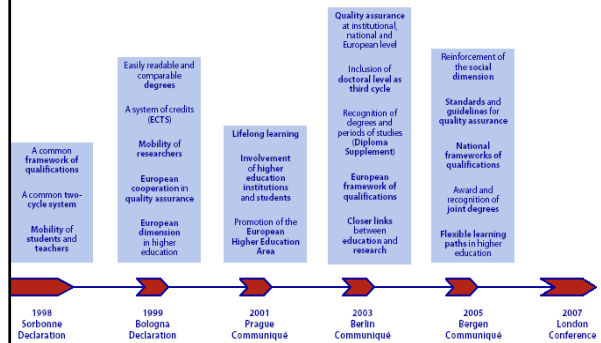 A common
framework of
qualifications
A common two-
cycle system
Mobility of
students and
teachers
Easily readable and
comparable
degrees
A system of credits
(ECTS)
Mobility of
researchers
European
cooperation in
quality assurance
European
dimension
in higher
education
Lifelong learning
Involvement
of higher
education
institutions
and students
Promotion of the
European
Higher Education
Area
Quality assurance
at institutional,
national and
European level
Inclusion of
doctoral level as
third cycle
Recognition of
degrees and
periods of studies
(Diploma
Supplement)
European
framework of
qualifications
Closer links
between
education and
research
Reinforcement of
the social
dimension
Standards and
guidelines for
quality assurance
National
frameworks of
qualifications
Award and
recognition of
joint degrees
Flexible learning
paths in higher
education
1998
Sorbonne
Declaration
1999
Bologna
Declaration
2001
Prague
Communiqué
2003
Berlin
Communiqué
2005
Bergen
Communiqué
2007
London
Conference